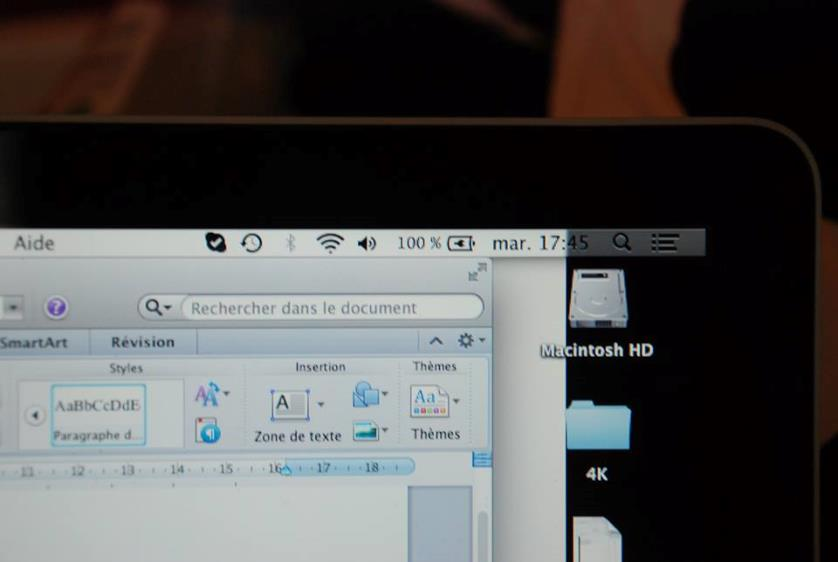 Aide 100 % mar. 17:45
Rechercher dans le document
SmartArt Révision
Macintosh HD
Styles Insertion Thèmes
AaBbCcDdE A Aa
Paragraphe d...
Zone de texte Thèmes
11 12 13 14 15 16 17 18
4K